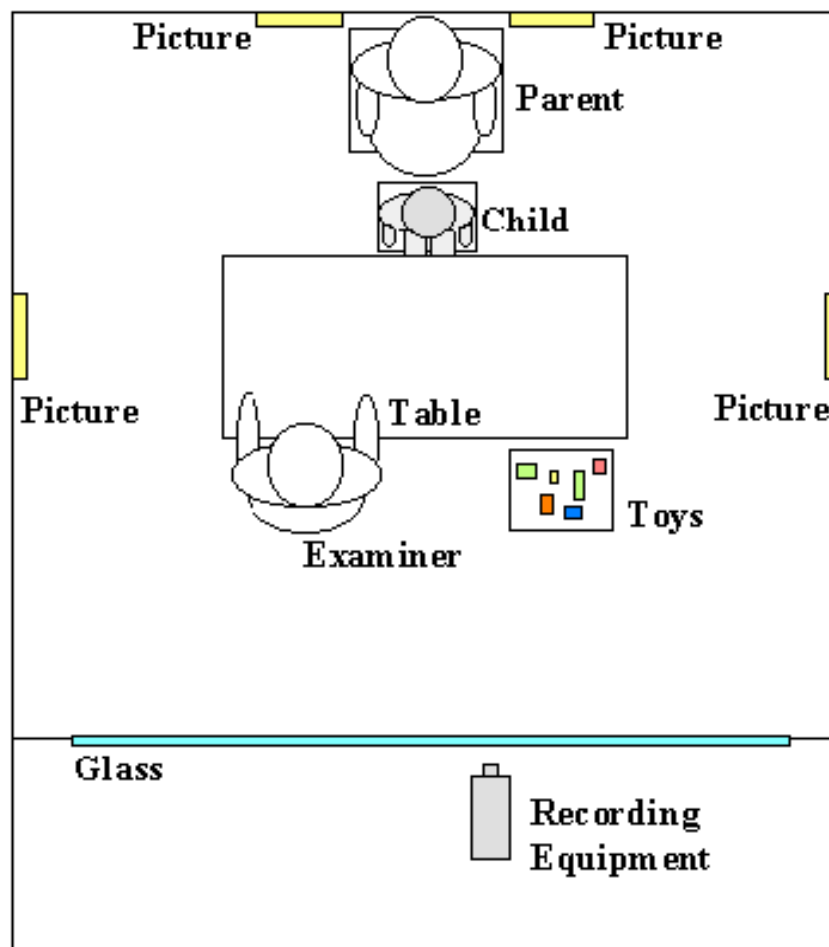 Picture
Picture
Parent
Child
Picture
Table
Picture
Toys
Examiner
Glass
Recording
Equipment